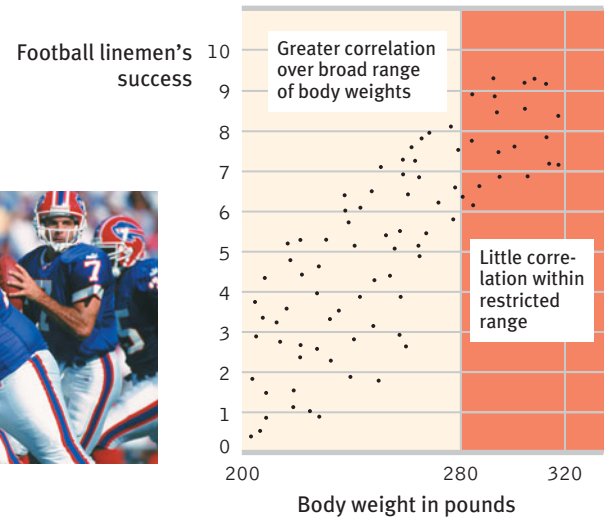 Football linemen's
success
10
9
8
7
6
5
4
3
2
1
0
Greater correlation
over broad range
of body weights
Little corre-
lation within
restricted
range
7
200
280
320
Body weight in pounds